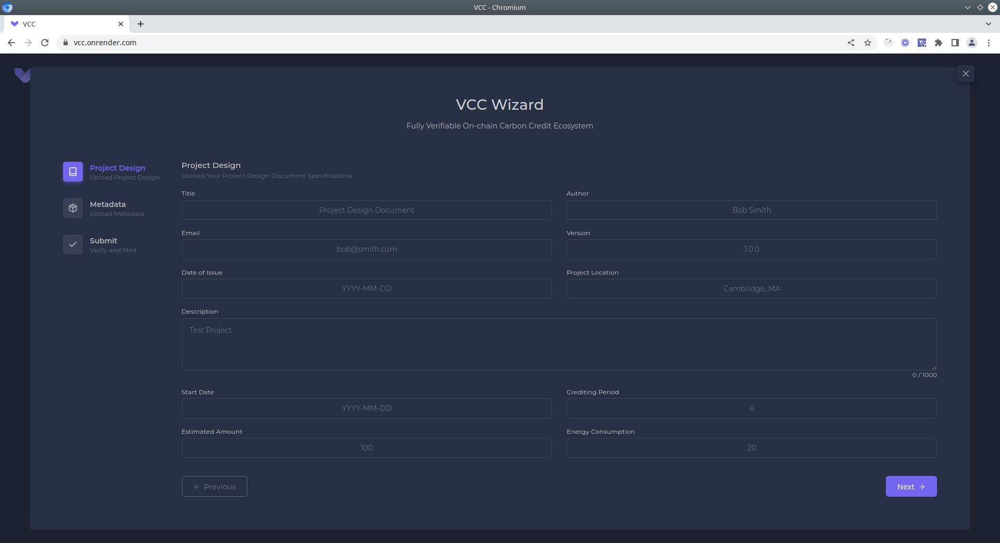 VCC - Chromium
VCC
vcc.onrender.com
VCC Wizard
Fully Verifiable On-chain Carbon Credit Ecosystem
Project Design
Upload Project Design
Metadata
Upload Metadata
Submit
Verify and Mint
Project Design
Upload Your Project Design Document Specifications.
Title
Author
Project Design Document
Bob Smith
Email
Version
bob@smith.com
1.0.0
Date of Issue
Project Location
YYYY-MM-DD
Cambridge, MA
Description
Test Project
0 / 1000
Start Date
Crediting Period
YYYY-MM-DD
6
Estimated Amount
Energy Consumption
100
20
Previous
Next